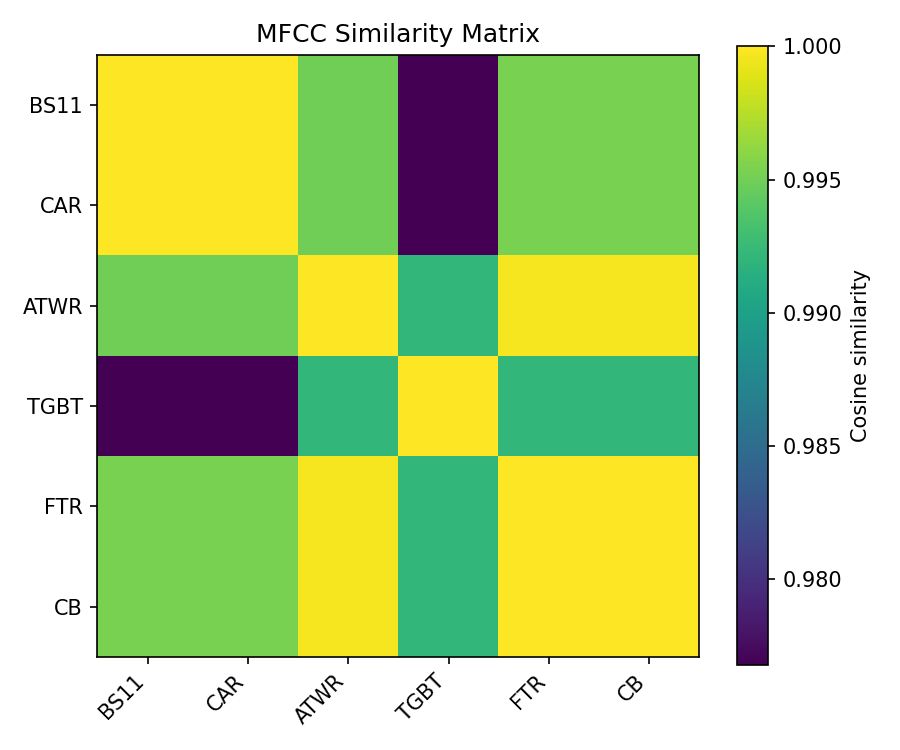 MFCC Similarity Matrix
BS11
CAR
ATWR
TGBT
FTR
CB
BS11
CAR
ATWR
TGBT
FTR
CB
1.000
0.995
0.990
0.985
0.980
Cosine similarity